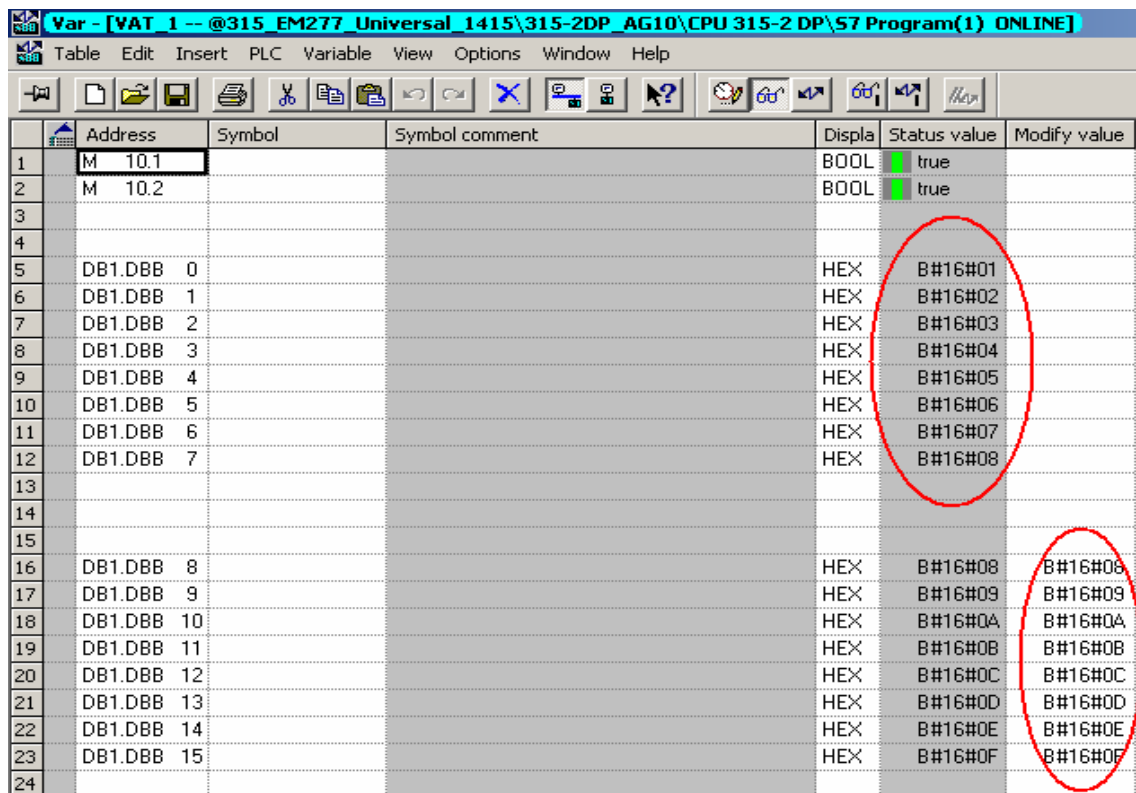 Var - [VAT_1 -- @315_EM277_Universal_1415\315-2DP_AG10\CPU 315-2 DP\S7 Program(1) ONLINE]
Table Edit Insert PLC Variable View Options Window Help
Address Symbol Symbol comment Displa Status value Modify value
1 M 10.1 BOOL true
2 M 10.2 BOOL true
3
4
5 DB1.DBB 0 HEX B#16#01
6 DB1.DBB 1 HEX B#16#02
7 DB1.DBB 2 HEX B#16#03
8 DB1.DBB 3 HEX B#16#04
9 DB1.DBB 4 HEX B#16#05
10 DB1.DBB 5 HEX B#16#06
11 DB1.DBB 6 HEX B#16#07
12 DB1.DBB 7 HEX B#16#08
13
14
15
16 DB1.DBB 8 HEX B#16#08 B#16#08
17 DB1.DBB 9 HEX B#16#09 B#16#09
18 DB1.DBB 10 HEX B#16#0A B#16#0A
19 DB1.DBB 11 HEX B#16#0B B#16#0B
20 DB1.DBB 12 HEX B#16#0C B#16#0C
21 DB1.DBB 13 HEX B#16#0D B#16#0D
22 DB1.DBB 14 HEX B#16#0E B#16#0E
23 DB1.DBB 15 HEX B#16#0F B#16#0F
24